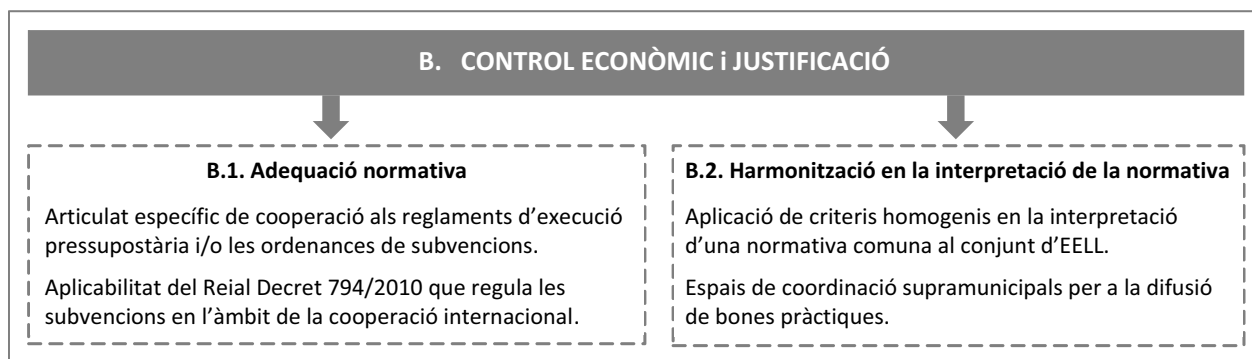 B. CONTROL ECONÒMIC i JUSTIFICACIÓ
B.1. Adequació normativa
Articulat específic de cooperació als reglaments d’execució
pressupostària i/o les ordenances de subvencions.
Aplicabilitat del Reial Decret 794/2010 que regula les
subvencions en l’àmbit de la cooperació internacional.
B.2. Harmonització en la interpretació de la normativa
Aplicació de criteris homogenis en la interpretació
d’una normativa comuna al conjunt d’EELL.
Espais de coordinació supramunicipals per a la difusió
de bones pràctiques.